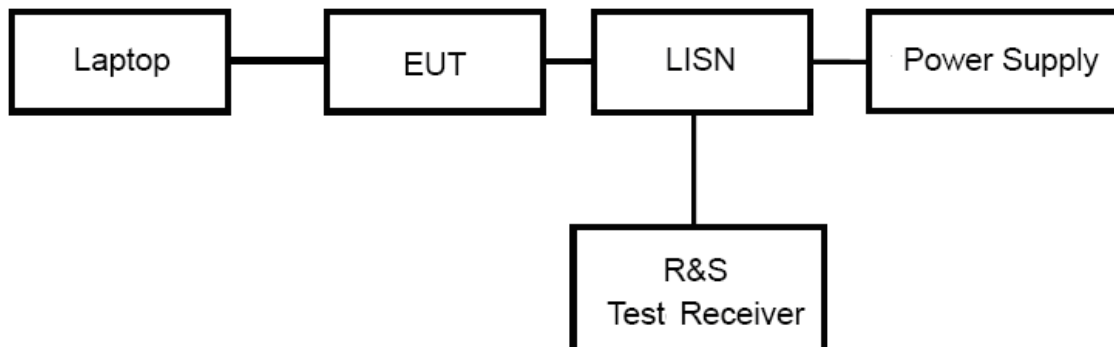 Laptop
EUT
LISN
Power Supply
R&S
Test Receiver